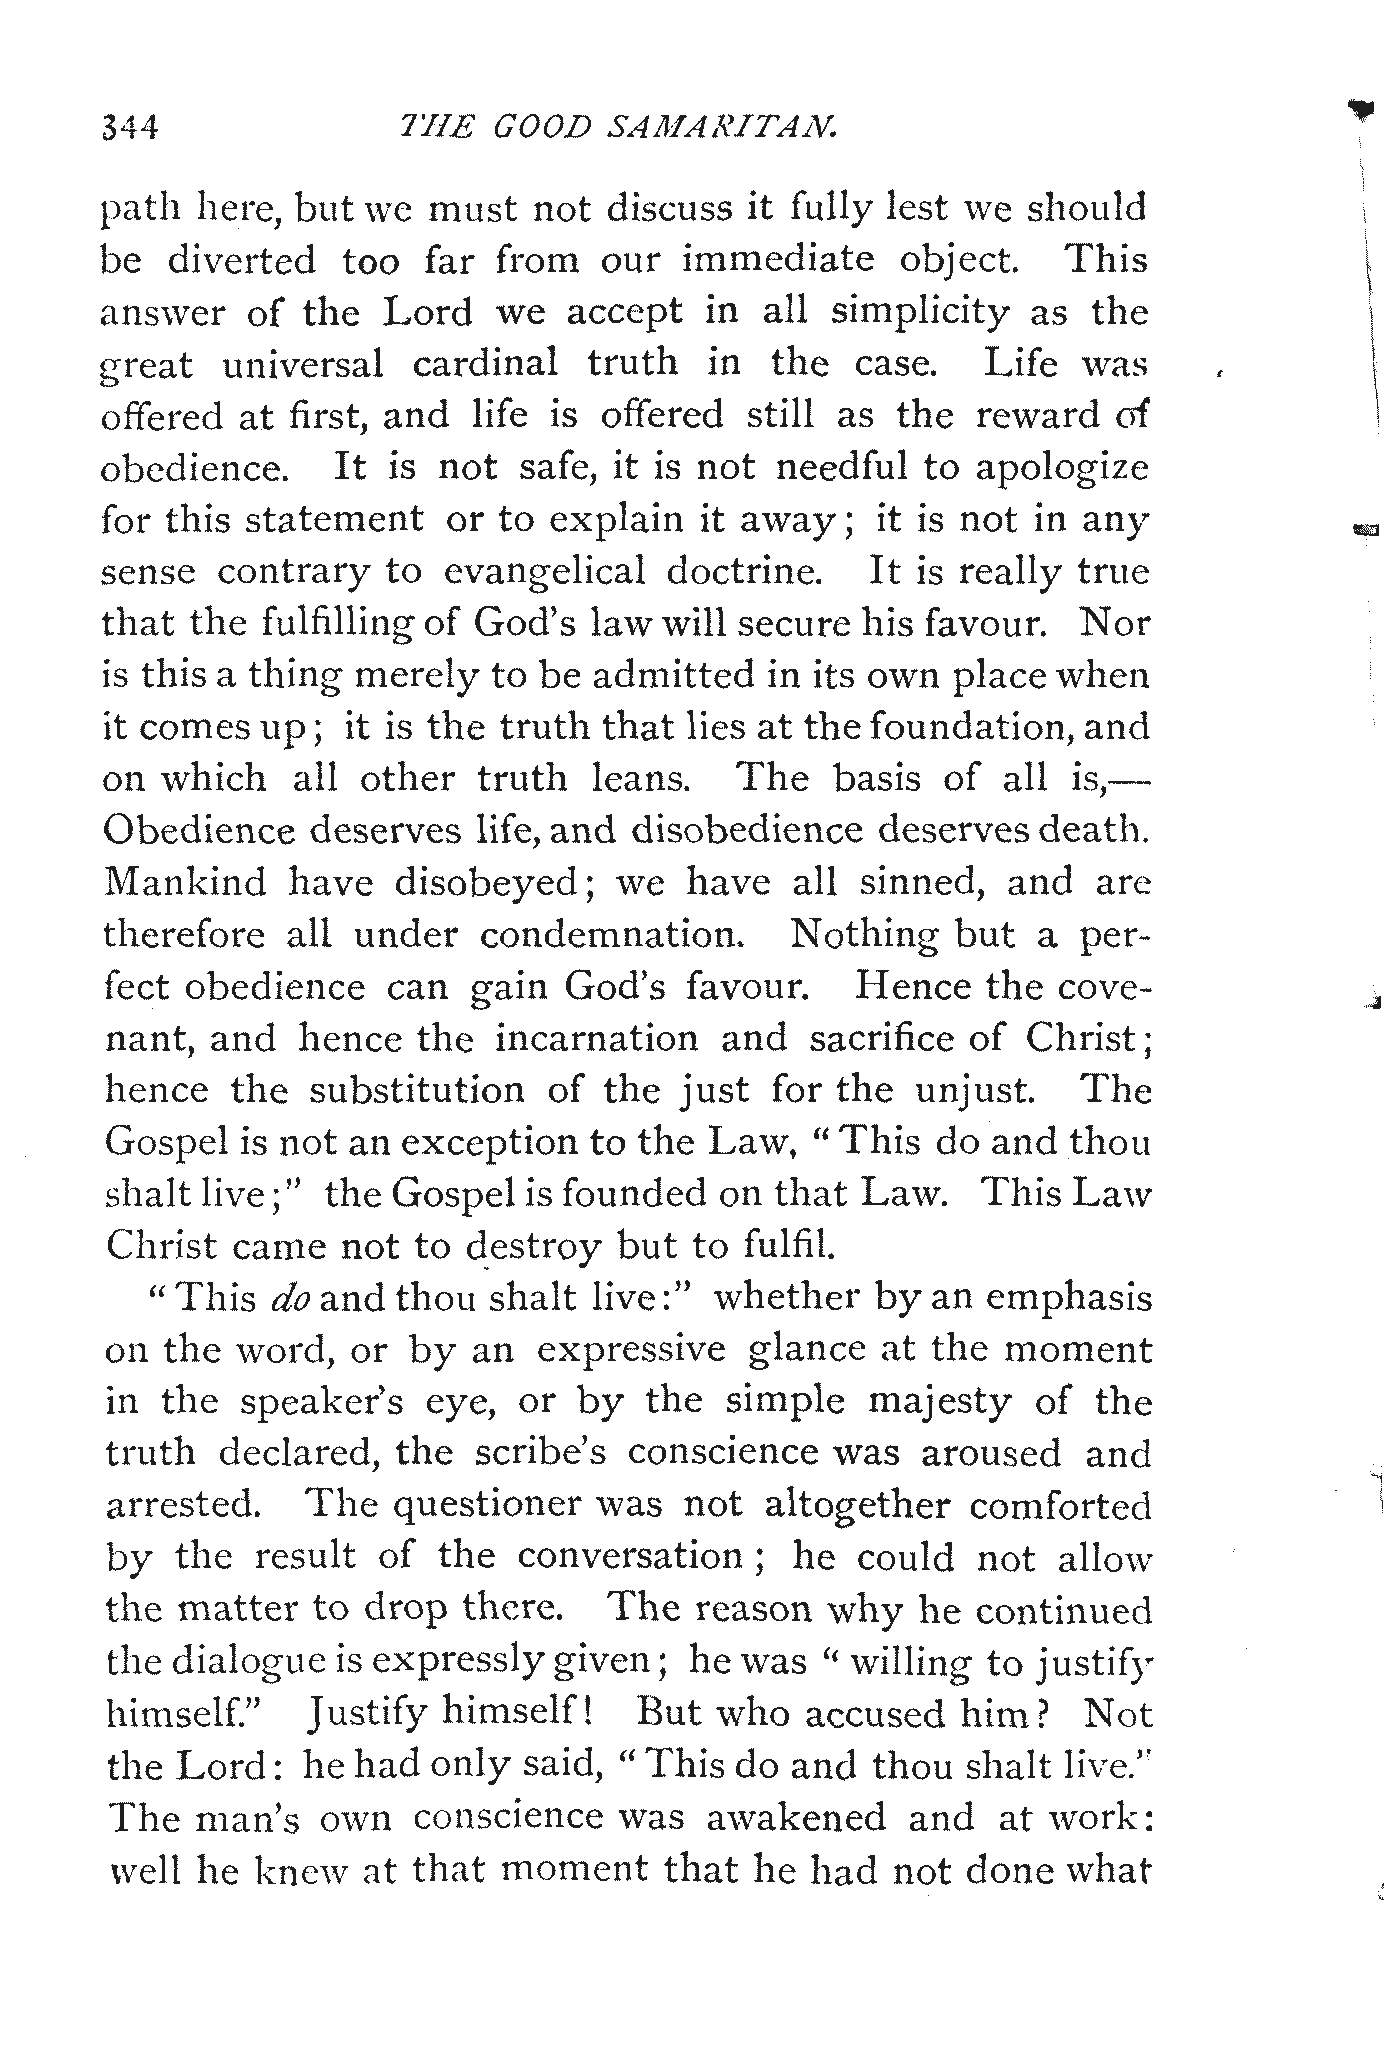 344 THE GOOD SAMARITAN.
path here, but we must not discuss it fully lest we should
be diverted too far from our immediate object. This
answer of the Lord we accept in all simplicity as the
great universal cardinal truth in the case. Life was
offered at first, and life is offered still as the reward of
obedience. It is not safe, it is not needful to apologize
for this statement or to explain it away; it is not in any
sense contrary to evangelical doctrine. It is really true
that the fulfilling of God's law will secure his favour. Nor
is this a thing merely to be admitted in its own place when
it comes up; it is the truth that lies at the foundation, and
on which all other truth leans. The basis of all is,—
Obedience deserves life, and disobedience deserves death.
Mankind have disobeyed; we have all sinned, and are
therefore all under condemnation. Nothing but a per-
fect obedience can gain God's favour. Hence the cove-
nant, and hence the incarnation and sacrifice of Christ;
hence the substitution of the just for the unjust. The
Gospel is not an exception to the Law, "This do and thou
shalt live;" the Gospel is founded on that Law. This Law
Christ came not to destroy but to fulfil.
"This do and thou shalt live:" whether by an emphasis
on the word, or by an expressive glance at the moment
in the speaker's eye, or by the simple majesty of the
truth declared, the scribe's conscience was aroused and
arrested. The questioner was not altogether comforted
by the result of the conversation; he could not allow
the matter to drop there. The reason why he continued
the dialogue is expressly given; he was "willing to justify
himself." Justify himself! But who accused him? Not
the Lord: he had only said, "This do and thou shalt live."
The man's own conscience was awakened and at work:
well he knew at that moment that he had not done what